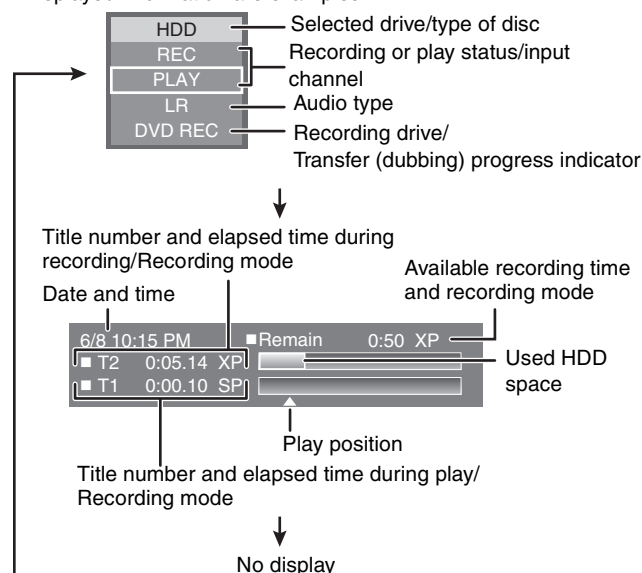 HDD
REC
PLAY
LR
DVD REC
Selected drive/type of disc
Recording or play status/input
channel
Audio type
Recording drive/
Transfer (dubbing) progress indicator
Title number and elapsed time during
recording/Recording mode
Date and time
Available recording time
and recording mode
6/8 10:15 PM
Remain 0:50 XP
T2 0:05.14 XP
T1 0:00.10 SP
Used HDD
space
Play position
Title number and elapsed time during play/
Recording mode
No display